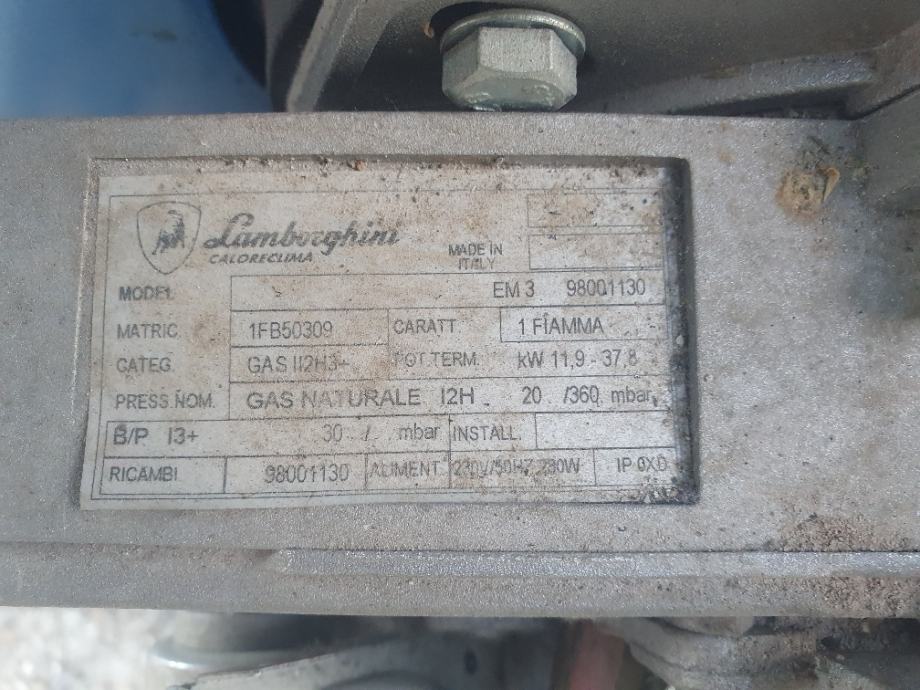 Lamborghini
CALORECLIMA
MADE IN
ITALY
MODEL EM 3 98001130
MATRIC. 1FB50309 CARATT. 1 FIAMMA
CATEG. GAS II2H3+ POT.TERM. kW 11,9 - 37,8
PRESS.NOM. GAS NATURALE I2H 20 /360 mbar
B/P I3+ 30 / mbar INSTALL.
RICAMBI 98001130 ALIMENT. 230V/50HZ IP 0XD